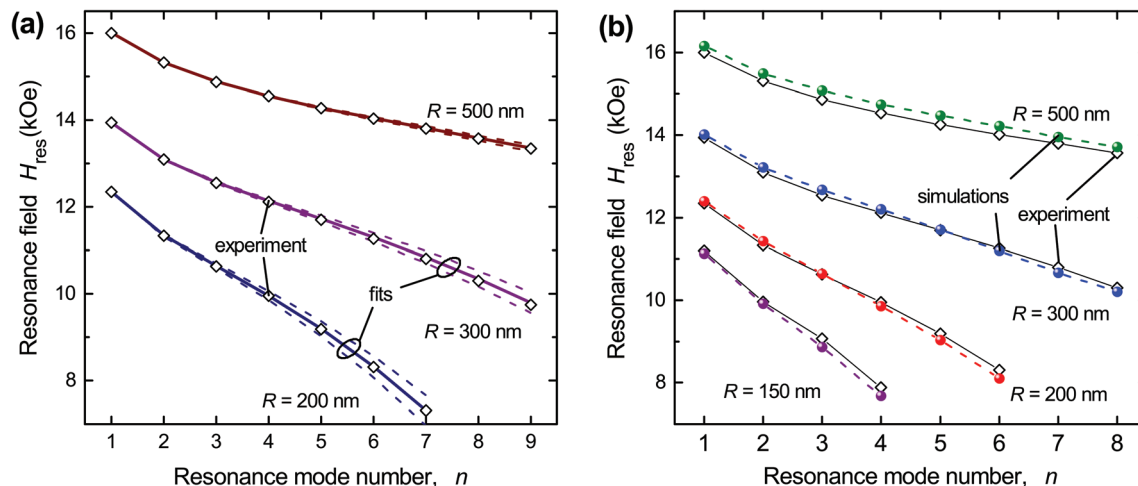 (a)
Resonance field H_res (kOe)
16
14
12
10
8
R = 500 nm
experiment
fits
R = 300 nm
R = 200 nm
1 2 3 4 5 6 7 8 9
Resonance mode number, n
(b)
Resonance field H_res (kOe)
16
14
12
10
8
R = 500 nm
simulations
experiment
R = 300 nm
R = 150 nm
R = 200 nm
1 2 3 4 5 6 7 8
Resonance mode number, n